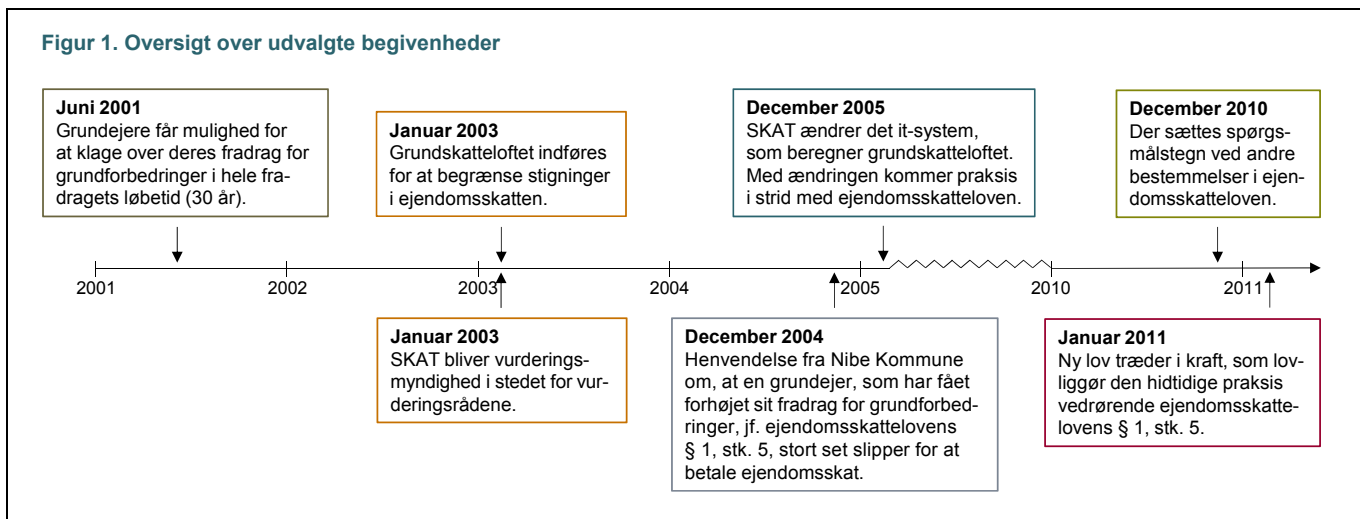 Figur 1. Oversigt over udvalgte begivenheder
Juni 2001
Grundejere får mulighed for
at klage over deres fradrag for
grundforbedringer i hele fra-
dragets løbetid (30 år).
Januar 2003
Grundskatteloftet indføres
for at begrænse stigninger
i ejendomsskatten.
December 2005
SKAT ændrer det it-system,
som beregner grundskatteloftet.
Med ændringen kommer praksis
i strid med ejendomsskatteloven.
December 2010
Der sættes spørgs-
målstegn ved andre
bestemmelser i ejen-
domsskatteloven.
2001 2002 2003 2004 2005 2010 2011
Januar 2003
SKAT bliver vurderings-
myndighed i stedet for vur-
deringsrådene.
December 2004
Henvendelse fra Nibe Kommune
om, at en grundejer, som har fået
forhøjet sit fradrag for grundforbed-
ringer, jf. ejendomsskattelovens
§ 1, stk. 5, stort set slipper for at
betale ejendomsskat.
Januar 2011
Ny lov træder i kraft, som lov-
liggør den hidtidige praksis
vedrørende ejendomsskatte-
lovens § 1, stk. 5.